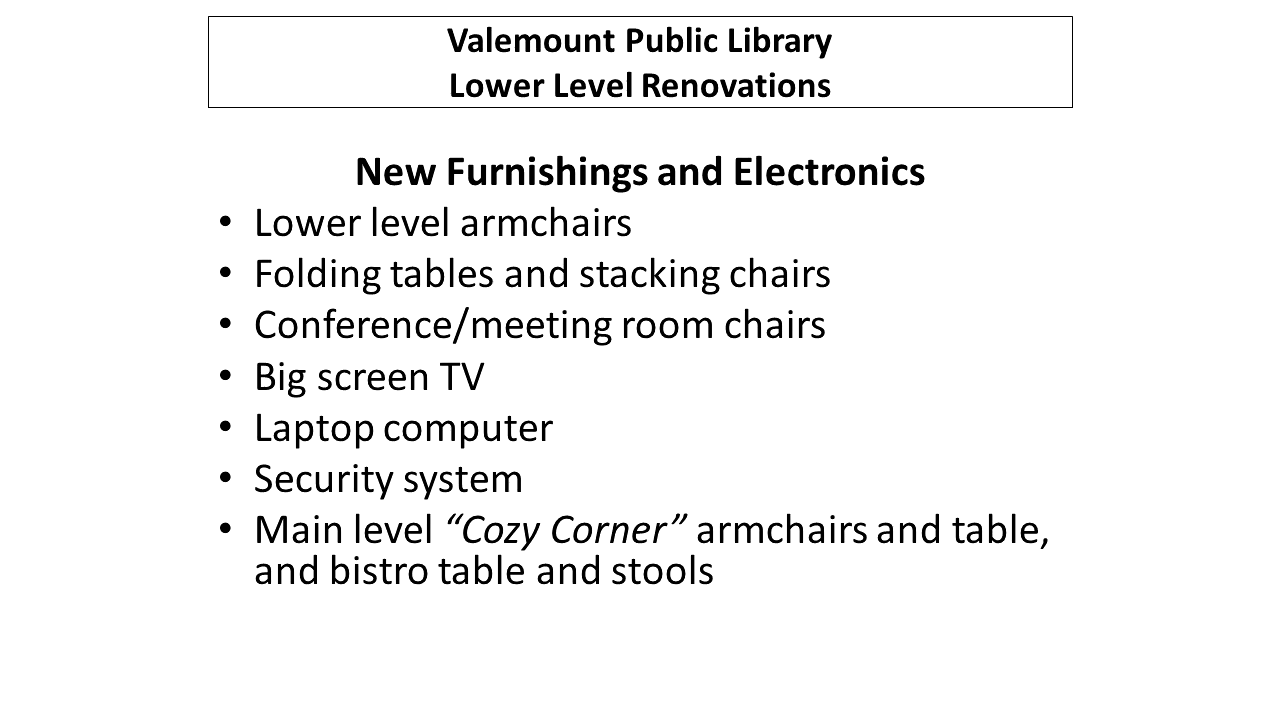 Valemount Public Library
Lower Level Renovations
New Furnishings and Electronics
• Lower level armchairs
• Folding tables and stacking chairs
• Conference/meeting room chairs
• Big screen TV
• Laptop computer
• Security system
• Main level “Cozy Corner” armchairs and table,
and bistro table and stools